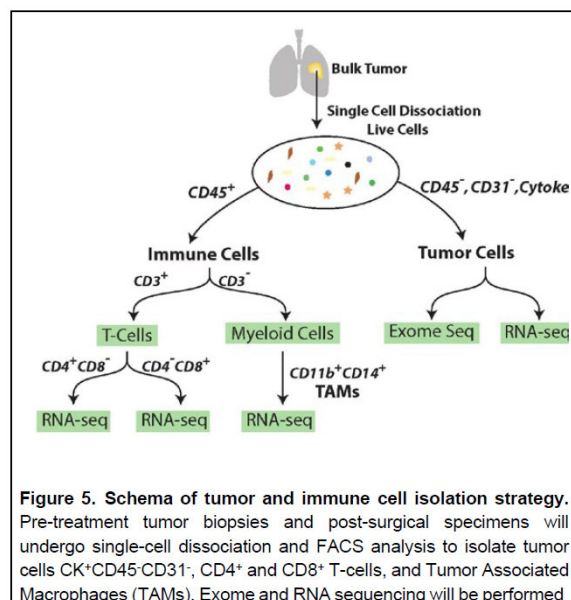 Bulk Tumor
Single Cell Dissociation
Live Cells
CD45⁺
CD45⁻,CD31⁻,Cytoke
Immune Cells
Tumor Cells
CD3⁺
CD3⁻
T-Cells
Myeloid Cells
Exome Seq
RNA-seq
CD4⁺CD8⁻
CD4⁻CD8⁺
CD11b⁺CD14⁺
TAMs
RNA-seq
RNA-seq
RNA-seq
Figure 5. Schema of tumor and immune cell isolation strategy.
Pre-treatment tumor biopsies and post-surgical specimens will
undergo single-cell dissociation and FACS analysis to isolate tumor
cells CK⁺CD45⁻CD31⁻, CD4⁺ and CD8⁺ T-cells, and Tumor Associated
Macrophages (TAMs). Exome and RNA sequencing will be performed